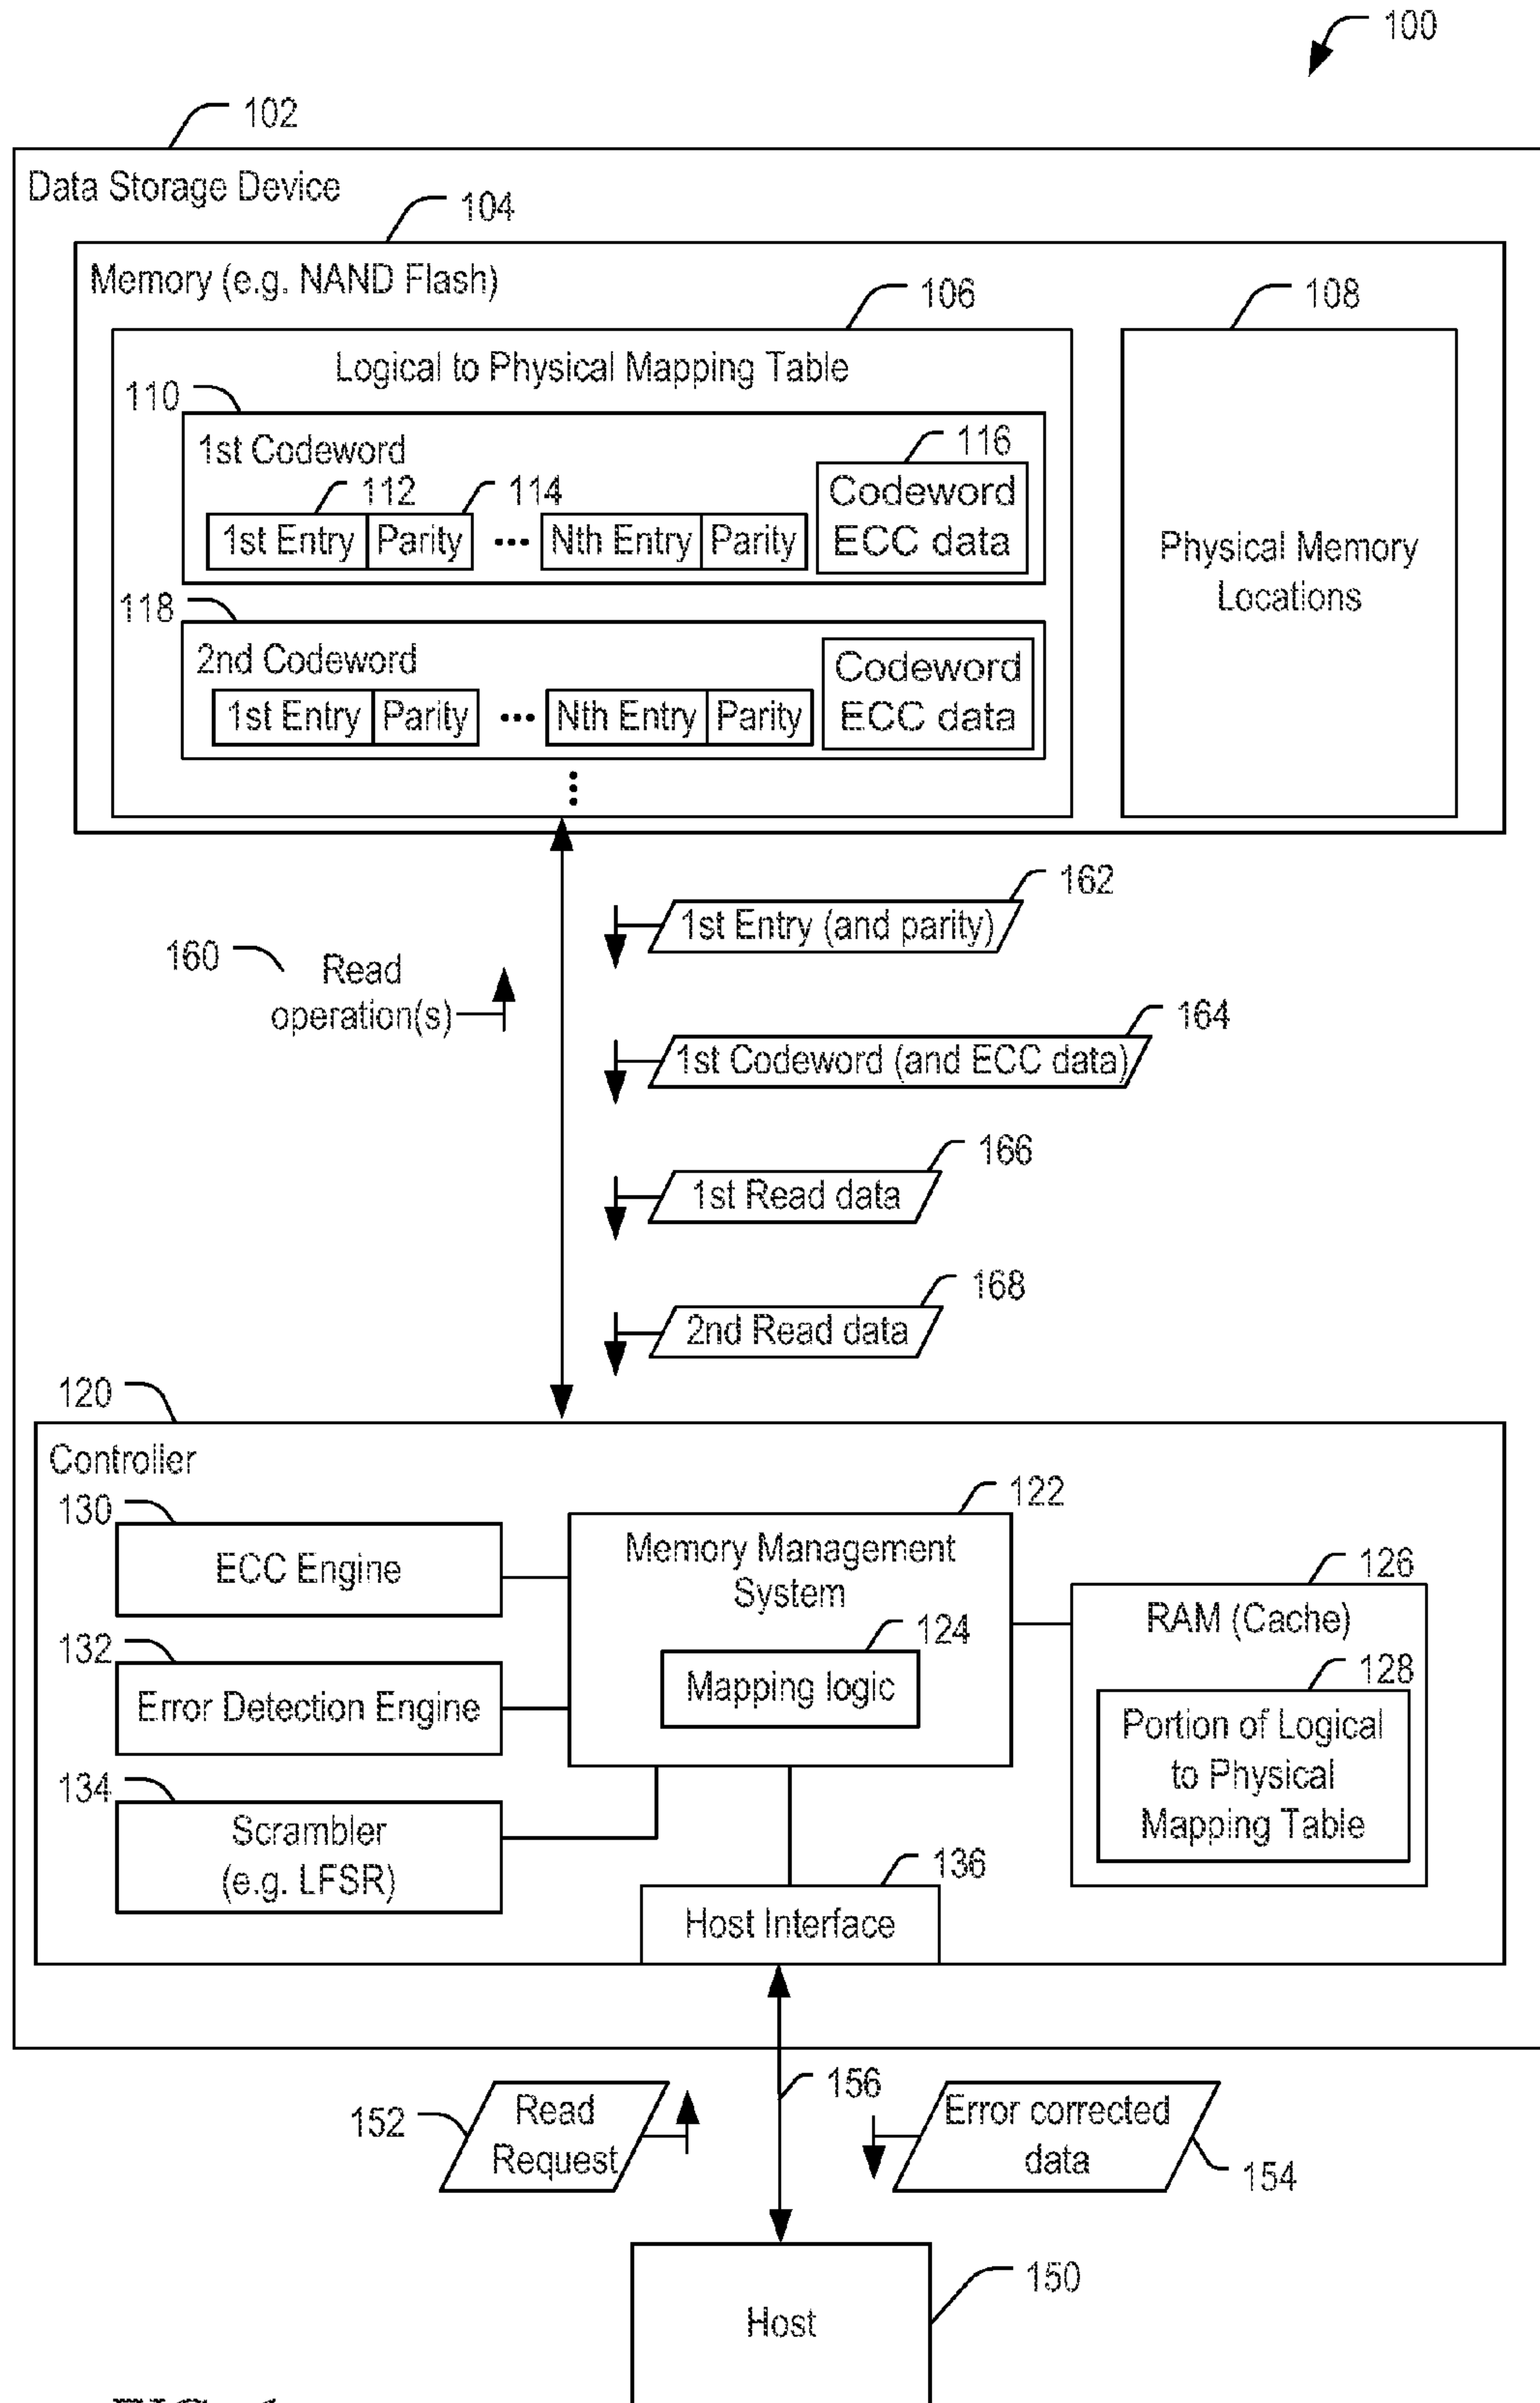 100
102
Data Storage Device
104
Memory (e.g. NAND Flash)
106
108
Logical to Physical Mapping Table
110
1st Codeword
116
Codeword
ECC data
112
114
1st Entry Parity ••• Nth Entry Parity
Physical Memory
Locations
118
2nd Codeword
Codeword
ECC data
1st Entry Parity ••• Nth Entry Parity
162
1st Entry (and parity)
160
Read
operation(s)
164
1st Codeword (and ECC data)
166
1st Read data
168
2nd Read data
120
Controller
130
ECC Engine
122
Memory Management
System
124
Mapping logic
126
RAM (Cache)
128
Portion of Logical
to Physical
Mapping Table
132
Error Detection Engine
134
Scrambler
(e.g. LFSR)
136
Host Interface
152
Read
Request
156
Error corrected
data
154
150
Host